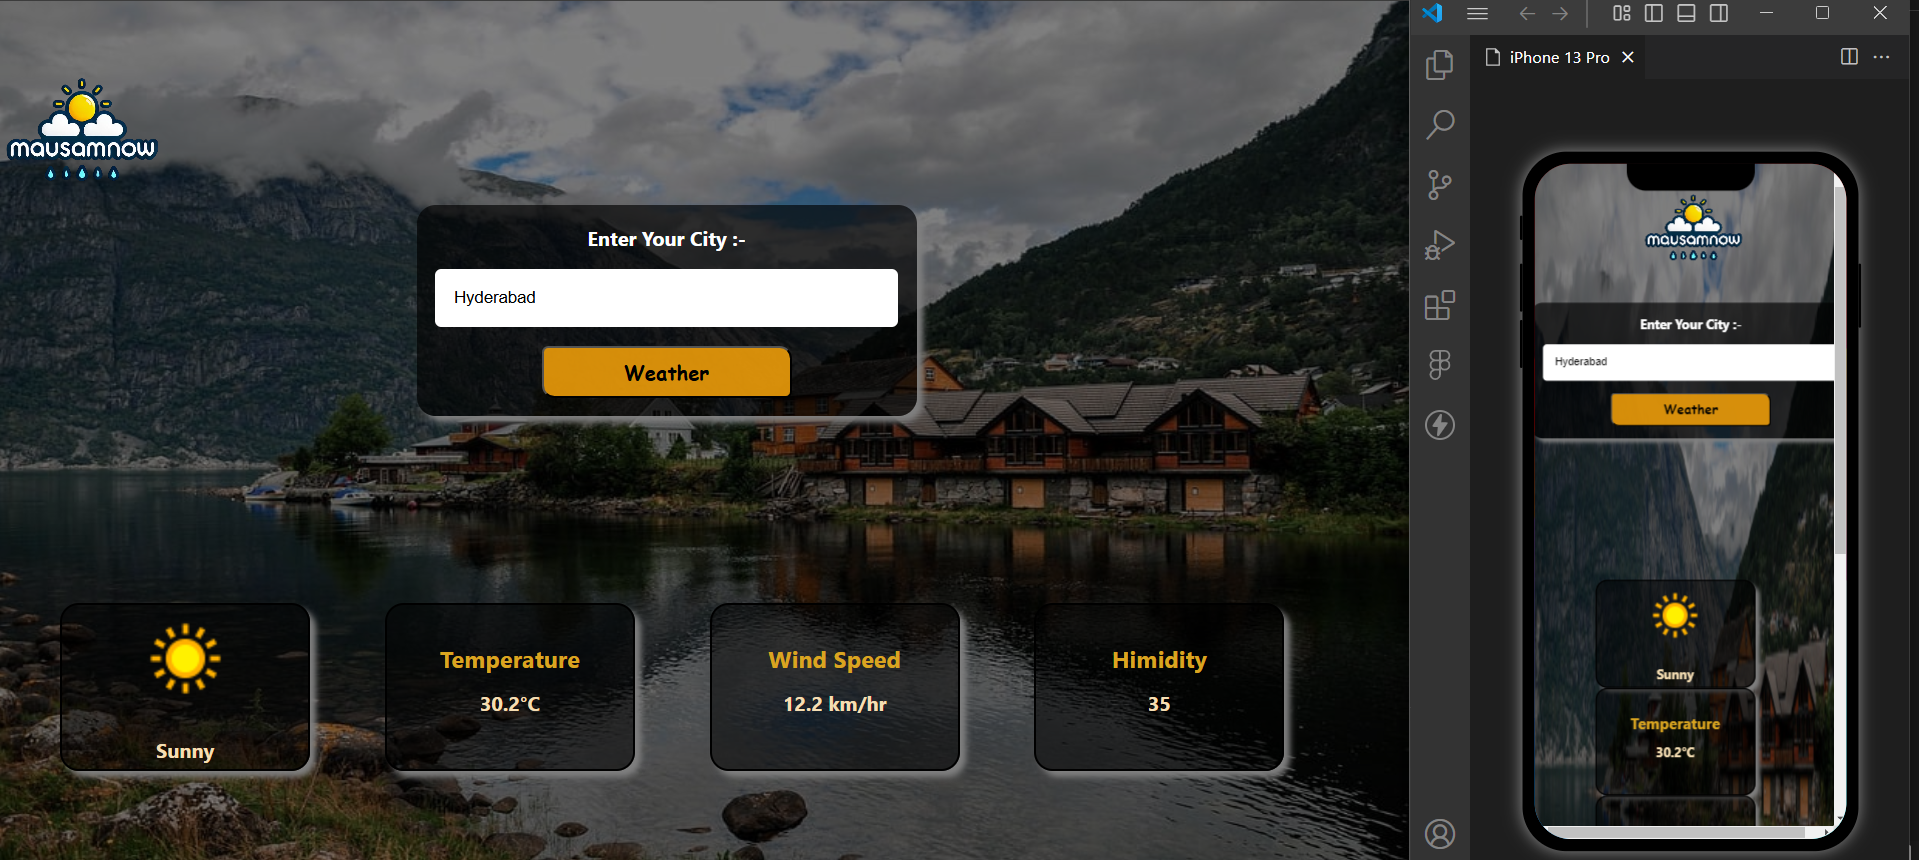 mausamnow
Enter Your City :-
Hyderabad
Weather
Sunny
Temperature
30.2°C
Wind Speed
12.2 km/hr
Himidity
35
iPhone 13 Pro
mausamnow
Enter Your City :-
Hyderabad
Weather
Sunny
Temperature
30.2°C